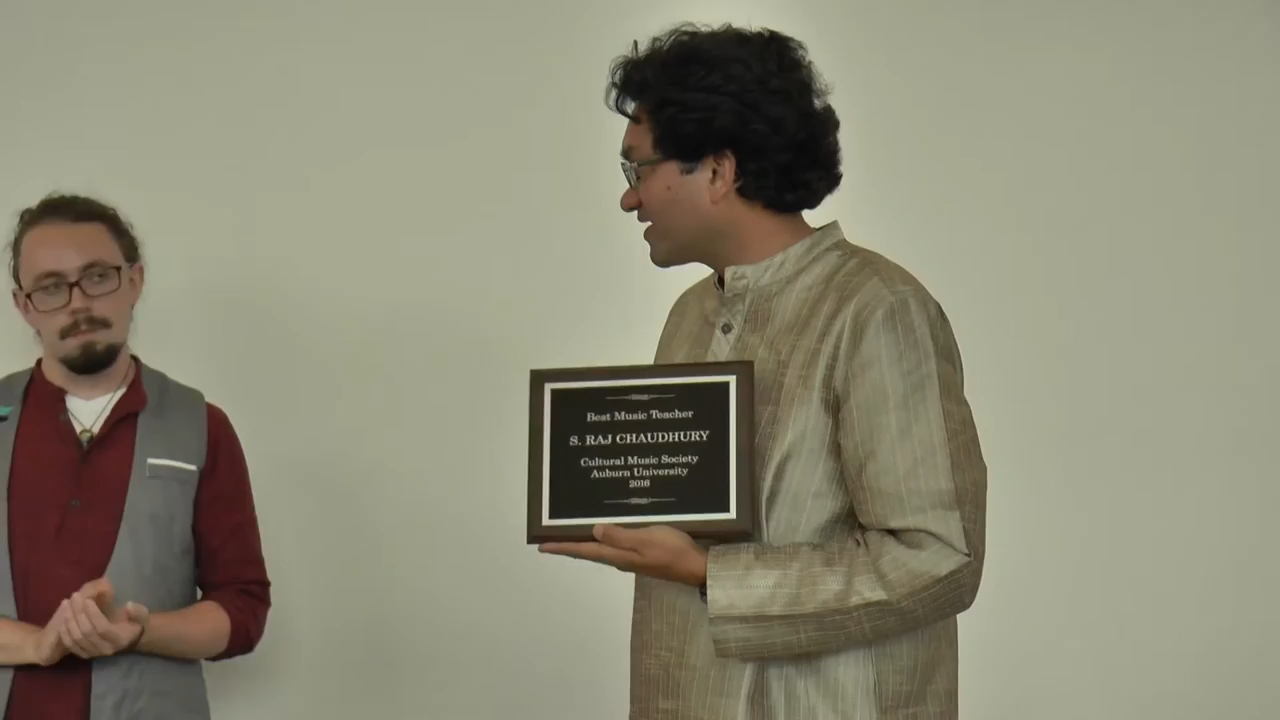 Best Music Teacher
S. RAJ CHAUDHURY
Cultural Music Society
Auburn University
2016